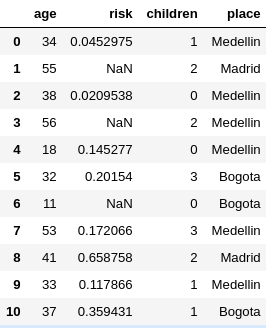 age risk children place
0 34 0.0452975 1 Medellin
1 55 NaN 2 Madrid
2 38 0.0209538 0 Medellin
3 56 NaN 2 Medellin
4 18 0.145277 0 Medellin
5 32 0.20154 3 Bogota
6 11 NaN 0 Bogota
7 53 0.172066 3 Medellin
8 41 0.658758 2 Madrid
9 33 0.117866 1 Medellin
10 37 0.359431 1 Bogota